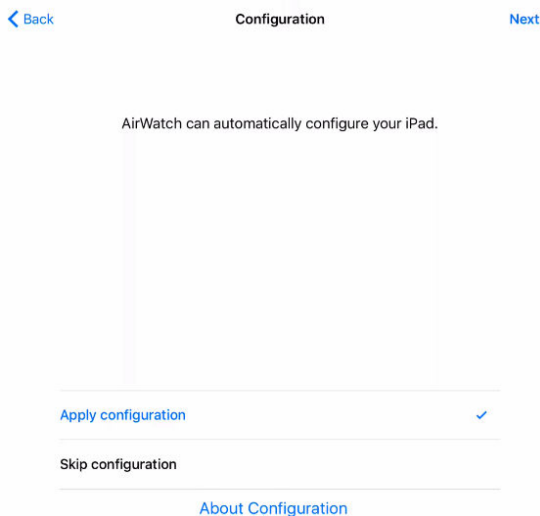 Back Configuration Next
AirWatch can automatically configure your iPad.
Apply configuration
Skip configuration
About Configuration